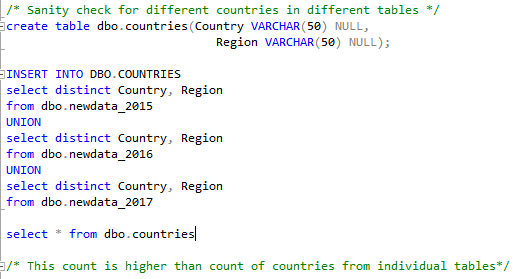 /* Sanity check for different countries in different tables */
create table dbo.countries(Country VARCHAR(50) NULL,
Region VARCHAR(50) NULL);
INSERT INTO DBO.COUNTRIES
select distinct Country, Region
from dbo.newdata_2015
UNION
select distinct Country, Region
from dbo.newdata_2016
UNION
select distinct Country, Region
from dbo.newdata_2017
select * from dbo.countries
/* This count is higher than count of countries from individual tables*/